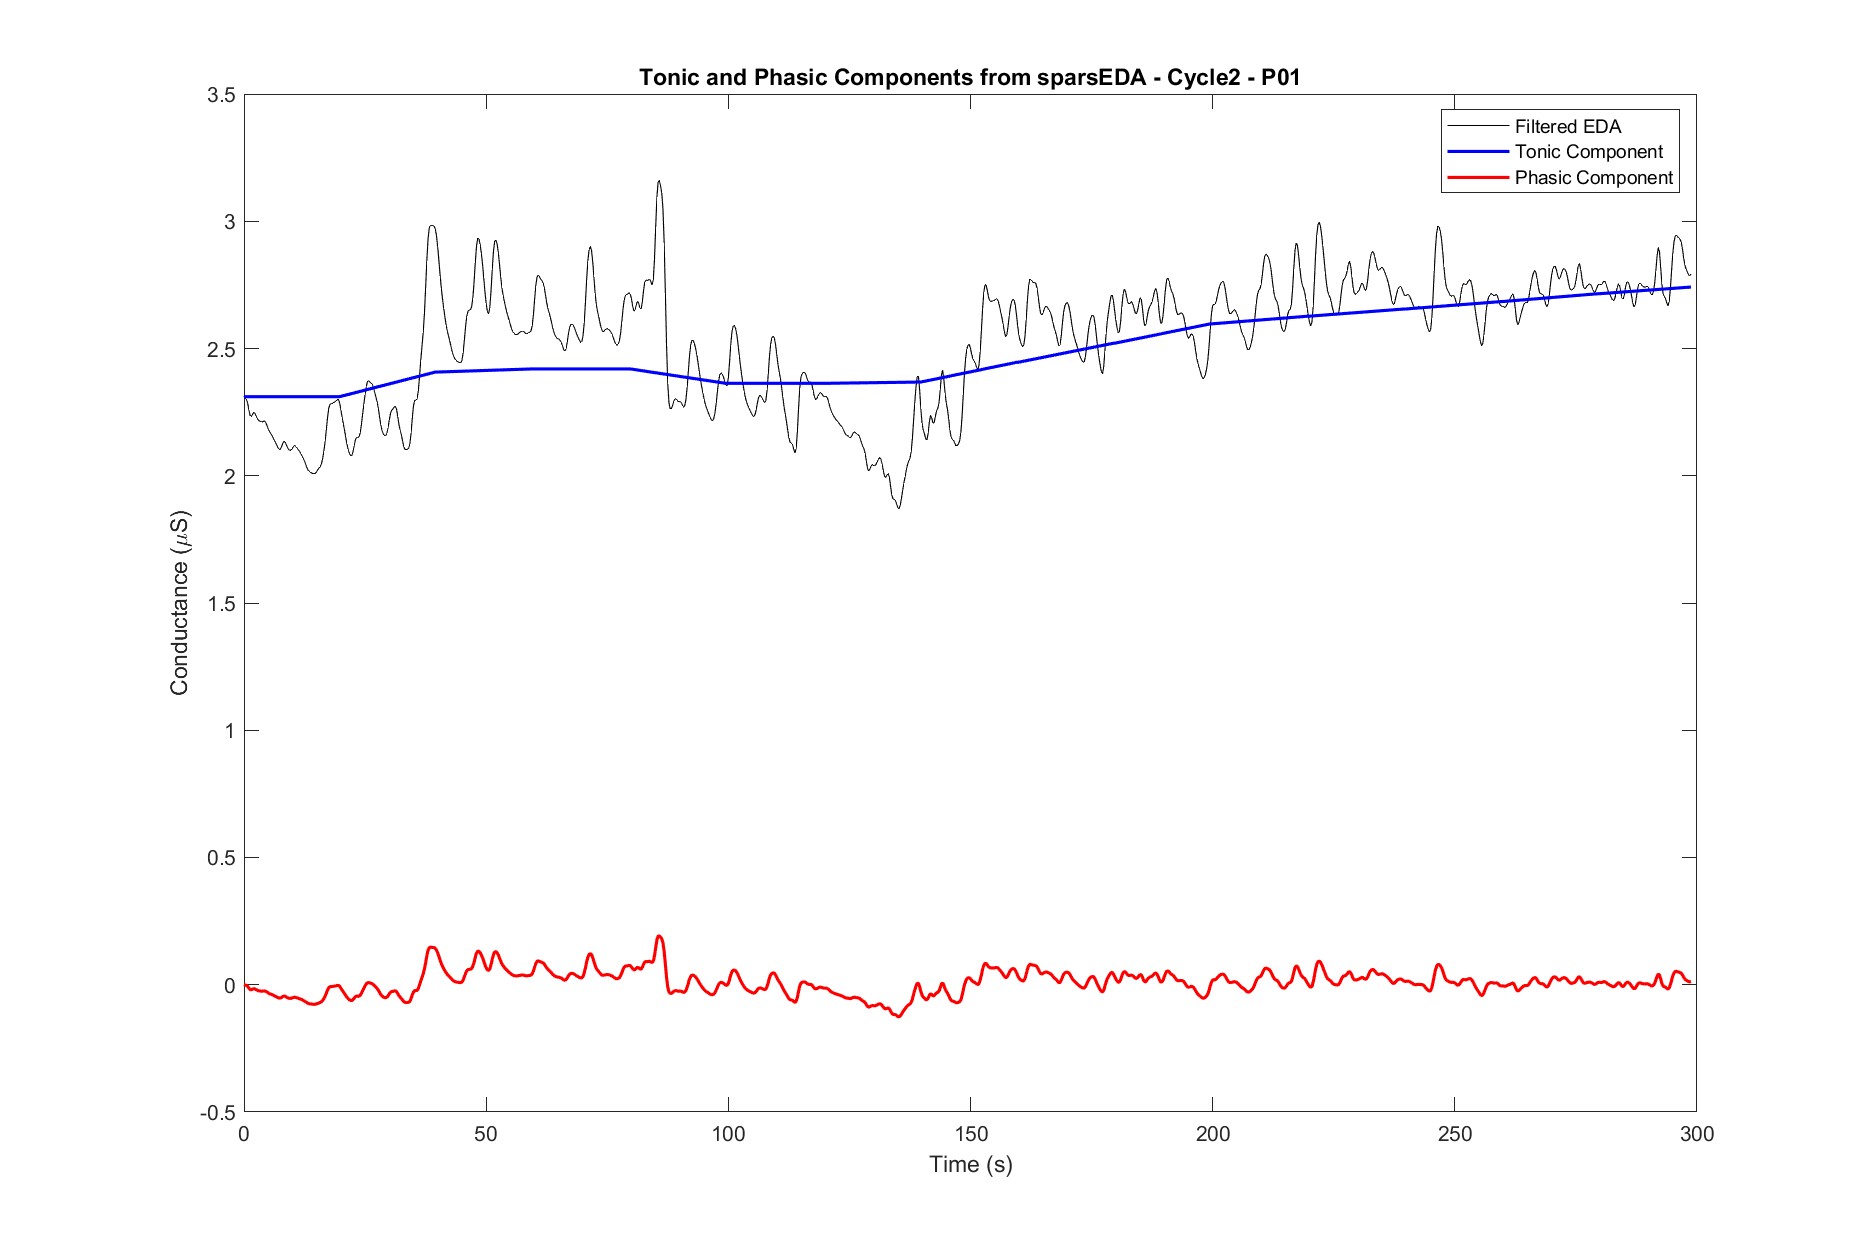 Tonic and Phasic Components from sparsEDA - Cycle2 - P01
Filtered EDA
Tonic Component
Phasic Component
3.5
3
2.5
2
1.5
1
0.5
0
-0.5
Conductance (μS)
0 50 100 150 200 250 300
Time (s)